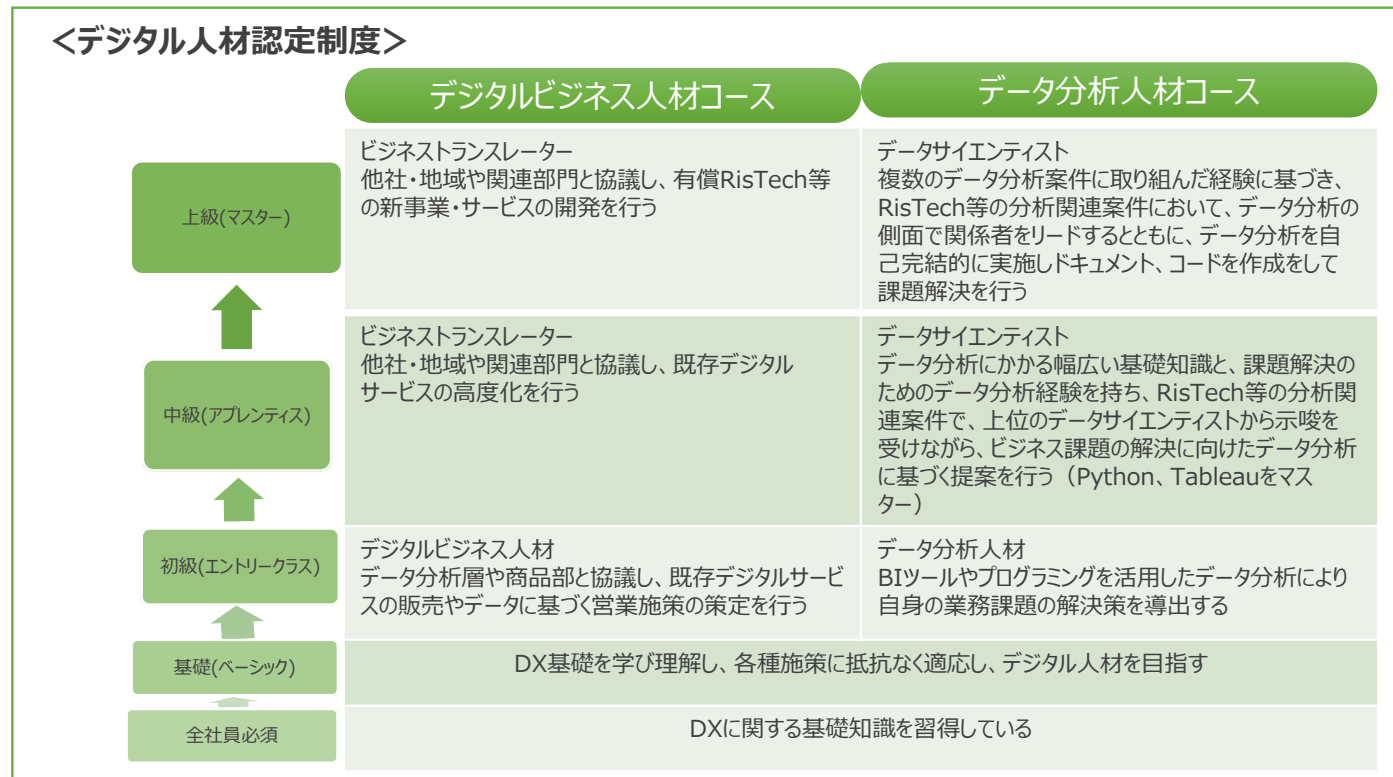 ＜デジタル人材認定制度＞
デジタルビジネス人材コース
データ分析人材コース
上級(マスター)
ビジネストランスレーター
他社・地域や関連部門と協議し、有償RisTech等
の新事業・サービスの開発を行う
データサイエンティスト
複数のデータ分析案件に取り組んだ経験に基づき、
RisTech等の分析関連案件において、データ分析の
側面で関係者をリードするとともに、データ分析を自
己完結的に実施しドキュメント、コードを作成をして
課題解決を行う
中級(アプレンティス)
ビジネストランスレーター
他社・地域や関連部門と協議し、既存デジタル
サービスの高度化を行う
データサイエンティスト
データ分析にかかる幅広い基礎知識と、課題解決の
ためのデータ分析経験を持ち、RisTech等の分析関
連案件で、上位のデータサイエンティストから示唆を
受けながら、ビジネス課題の解決に向けたデータ分析
に基づく提案を行う（Python、Tableauをマス
ター）
初級(エントリークラス)
デジタルビジネス人材
データ分析層や商品部と協議し、既存デジタルサービ
スの販売やデータに基づく営業施策の策定を行う
データ分析人材
BIツールやプログラミングを活用したデータ分析により
自身の業務課題の解決策を導出する
基礎(ベーシック)
DX基礎を学び理解し、各種施策に抵抗なく適応し、デジタル人材を目指す
全社員必須
DXに関する基礎知識を習得している